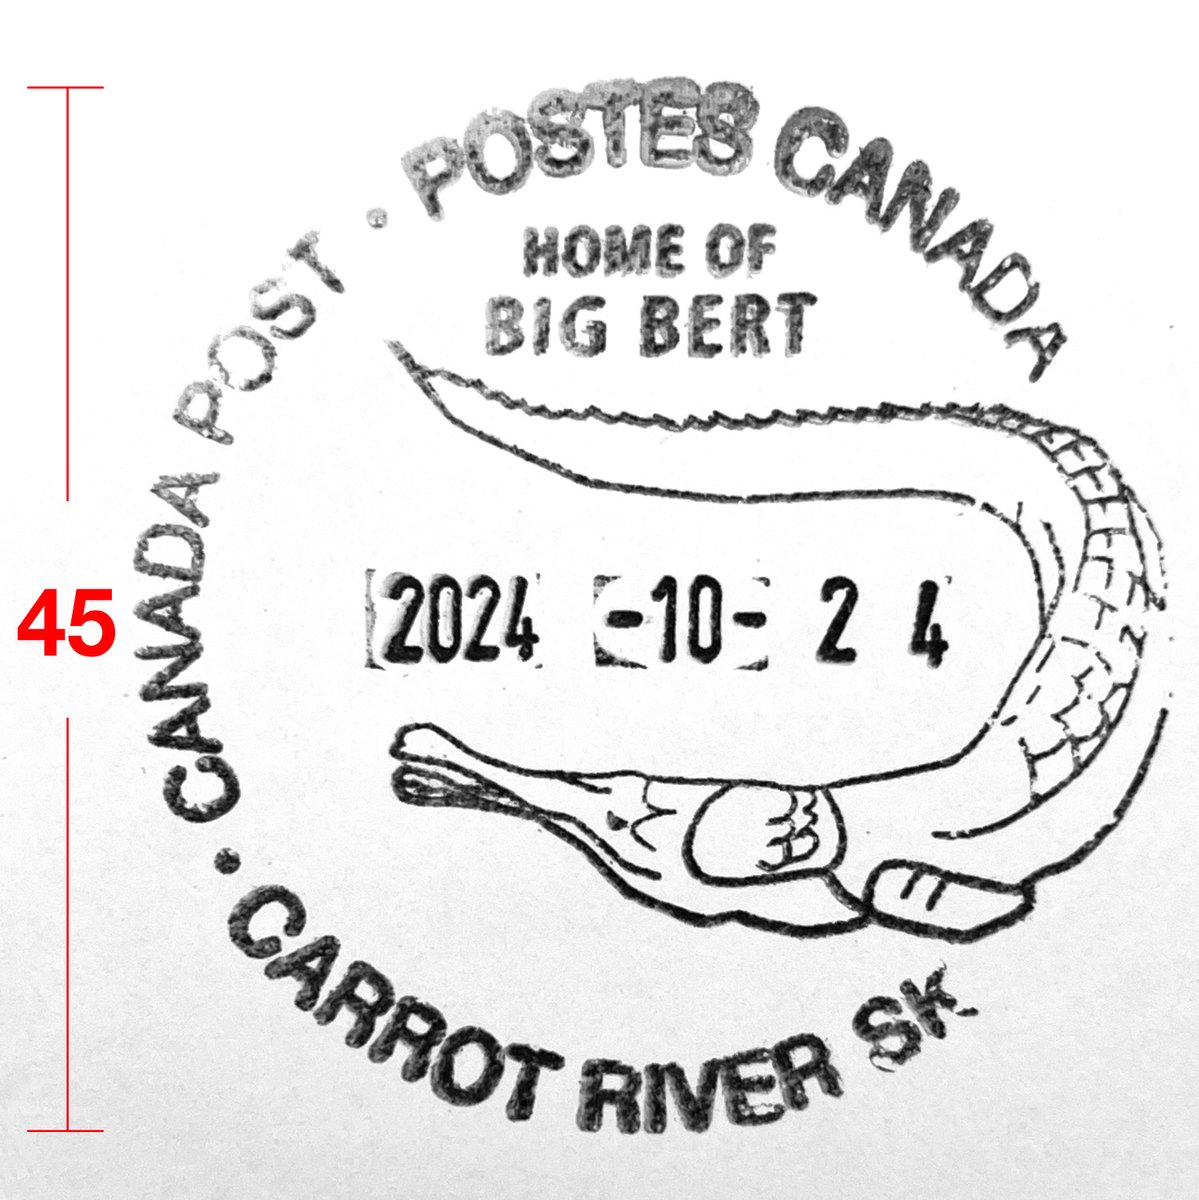 CANADA POST · POSTES CANADA
HOME OF
BIG BERT
2024 -10- 2 4
· CARROT RIVER SK
45